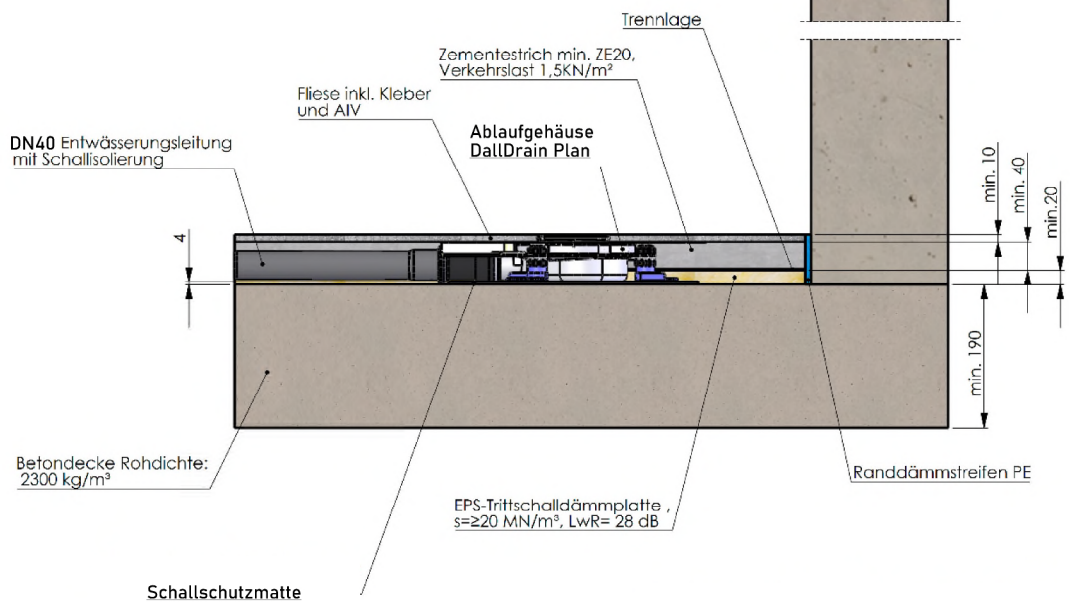 Trennlage
Zementestrich min. ZE20,
Verkehrslast 1,5KN/m²
Fliese inkl. Kleber
und AIV
Ablaufgehäuse
DallDrain Plan
DN40 Entwässerungsleitung
mit Schallisolierung
min. 10
min. 40
min.20
4
min. 190
Betondecke Rohdichte:
2300 kg/m³
Randdämmstreifen PE
EPS-Trittschalldämmplatte ,
s=≥20 MN/m³, LwR= 28 dB
Schallschutzmatte